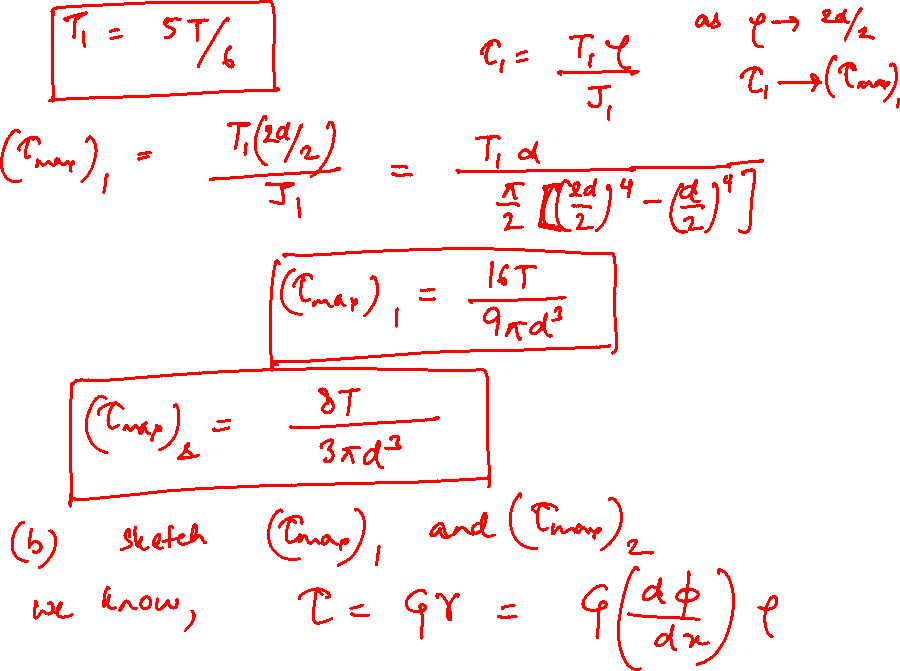 T₁ = 5T/6
τ₁ = T₁ρ/J₁ as ρ → 2d/2
τ₁ → (τmax)₁
(τmax)₁ = T₁(2d/2)/J₁ = T₁ d / (π/2 [(2d/2)⁴ - (d/2)⁴])
(τmax)₁ = 16T/9πd³
(τmax)₂ = 8T/3πd³
(b) sketch (τmax)₁ and (τmax)₂
we know, τ = Gγ = G(dϕ/dx) ρ